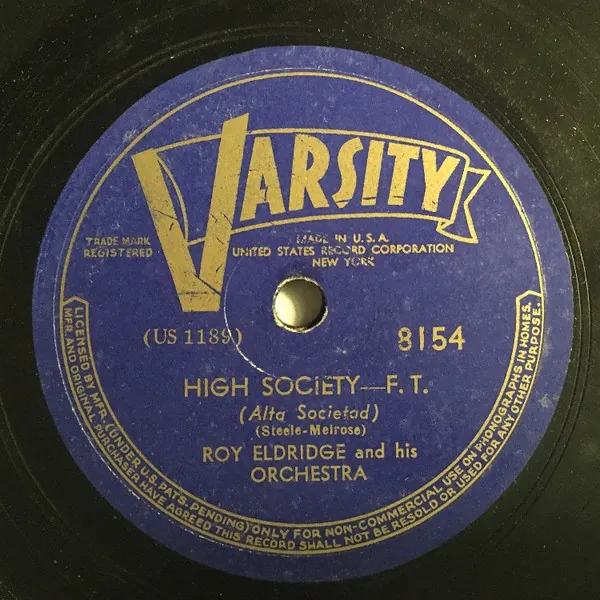 VARSITY
TRADE MARK
REGISTERED
MADE IN U.S.A.
UNITED STATES RECORD CORPORATION
NEW YORK
(US 1189)
8154
HIGH SOCIETY—F. T.
(Alta Societad)
(Steele-Melrose)
ROY ELDRIDGE and his
ORCHESTRA
LICENSED BY MFR. (UNDER U.S. PATS. PENDING) ONLY FOR NON-COMMERCIAL USE ON PHONOGRAPHS IN HOMES.
MFR. AND ORIGINAL PURCHASER HAVE AGREED THIS RECORD SHALL NOT BE RESOLD OR USED FOR ANY OTHER PURPOSE.